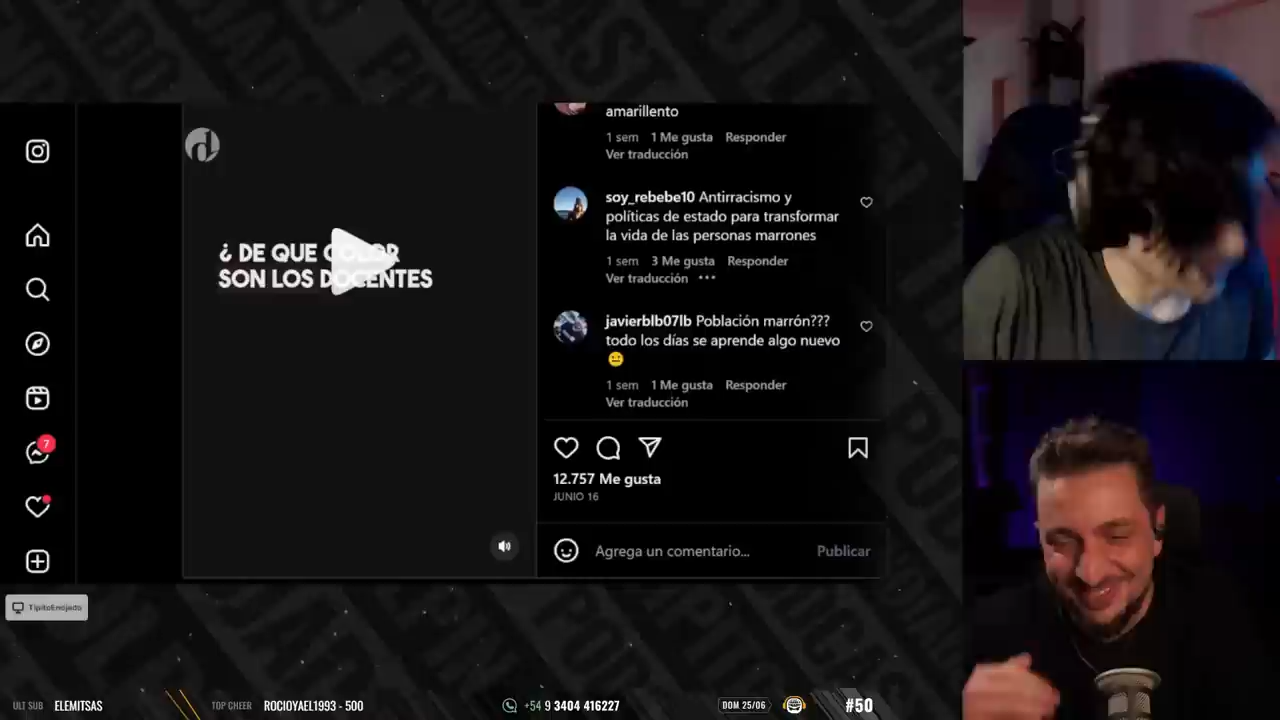 ¿ DE QUE COLOR
SON LOS DOCENTES
amarillento
1 sem 1 Me gusta Responder
Ver traducción
soy_rebebe10 Antirracismo y
políticas de estado para transformar
la vida de las personas marrones
1 sem 3 Me gusta Responder
Ver traducción •••
javierblb07lb Población marrón???
todo los días se aprende algo nuevo
😐
1 sem 1 Me gusta Responder
Ver traducción
7
12.757 Me gusta
JUNIO 16
Agrega un comentario... Publicar
TipitoEnojado
ULT SUB ELEMITSAS TOP CHEER ROCIOYAEL1993 - 500 +54 9 3404 416227 DOM 25/06 #50